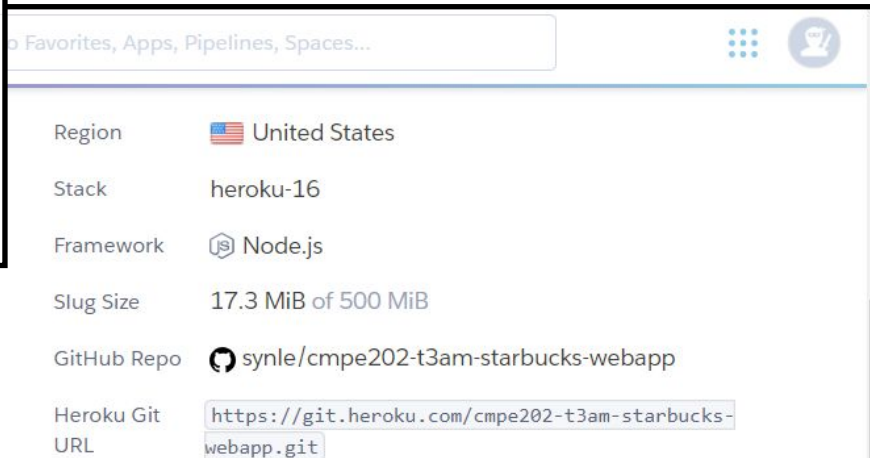 o Favorites, Apps, Pipelines, Spaces...
Region United States
Stack heroku-16
Framework JS Node.js
Slug Size 17.3 MiB of 500 MiB
GitHub Repo synle/cmpe202-t3am-starbucks-webapp
Heroku Git URL https://git.heroku.com/cmpe202-t3am-starbucks-
webapp.git